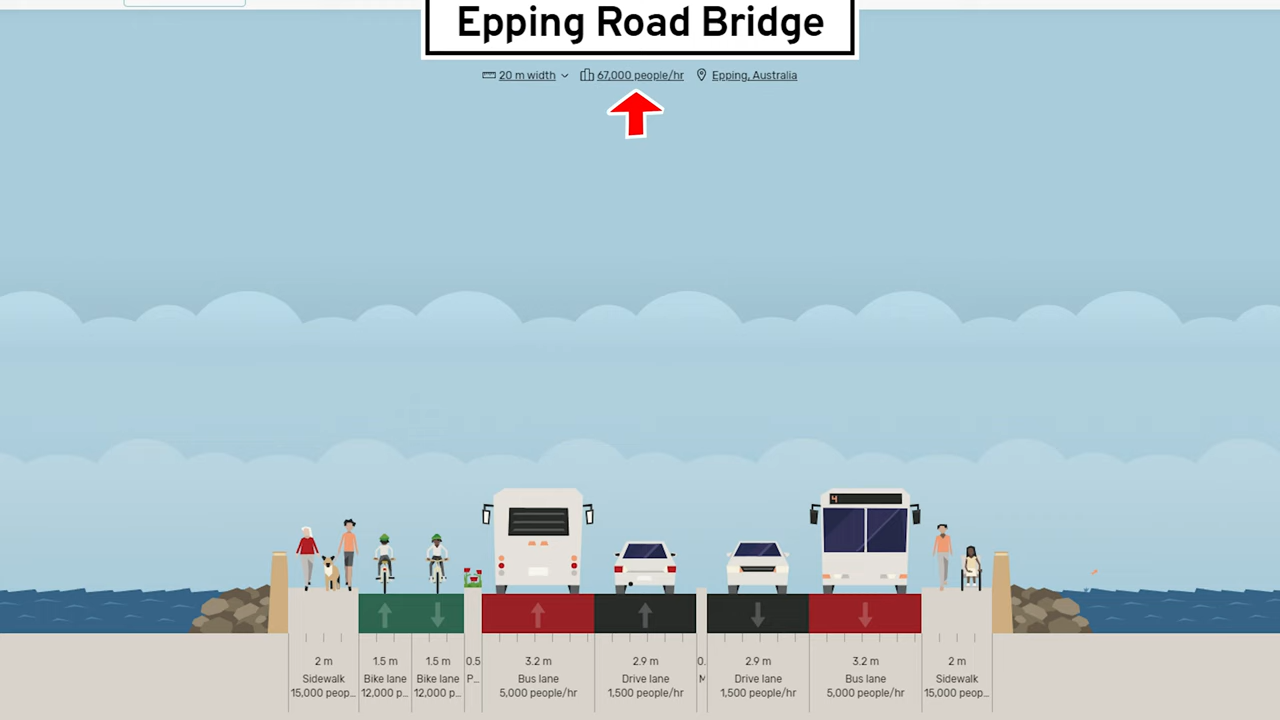 Epping Road Bridge
20 m width 67,000 people/hr Epping, Australia
4
2 m 1.5 m 1.5 m 0.5 3.2 m 2.9 m 0. 2.9 m 3.2 m 2 m
Sidewalk Bike lane Bike lane P... Bus lane Drive lane M Drive lane Bus lane Sidewalk
15,000 peop... 12,000 p... 12,000 p... 5,000 people/hr 1,500 people/hr 1,500 people/hr 5,000 people/hr 15,000 peop...